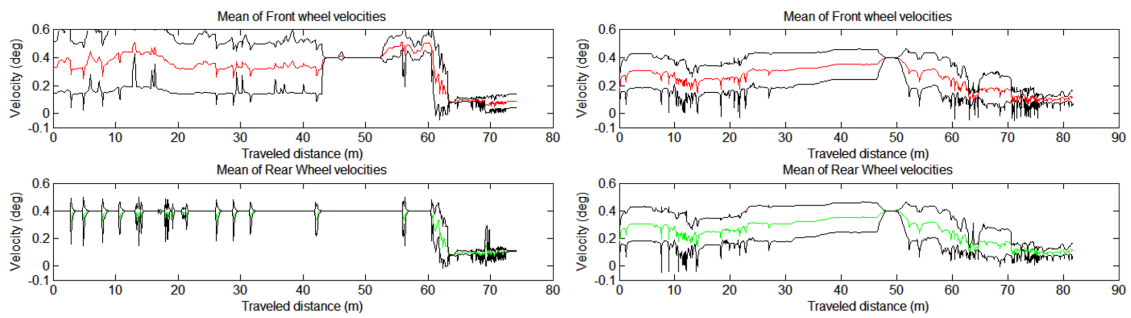 Mean of Front wheel velocities
Velocity (deg)
0.6
0.4
0.2
0
-0.1
0 10 20 30 40 50 60 70 80
Traveled distance (m)
Mean of Front wheel velocities
Velocity (deg)
0.6
0.4
0.2
0
-0.1
0 10 20 30 40 50 60 70 80 90
Traveled distance (m)
Mean of Rear Wheel velocities
Velocity (deg)
0.6
0.4
0.2
0
-0.1
0 10 20 30 40 50 60 70 80
Traveled distance (m)
Mean of Rear Wheel velocities
Velocity (deg)
0.6
0.4
0.2
0
-0.1
0 10 20 30 40 50 60 70 80 90
Traveled distance (m)